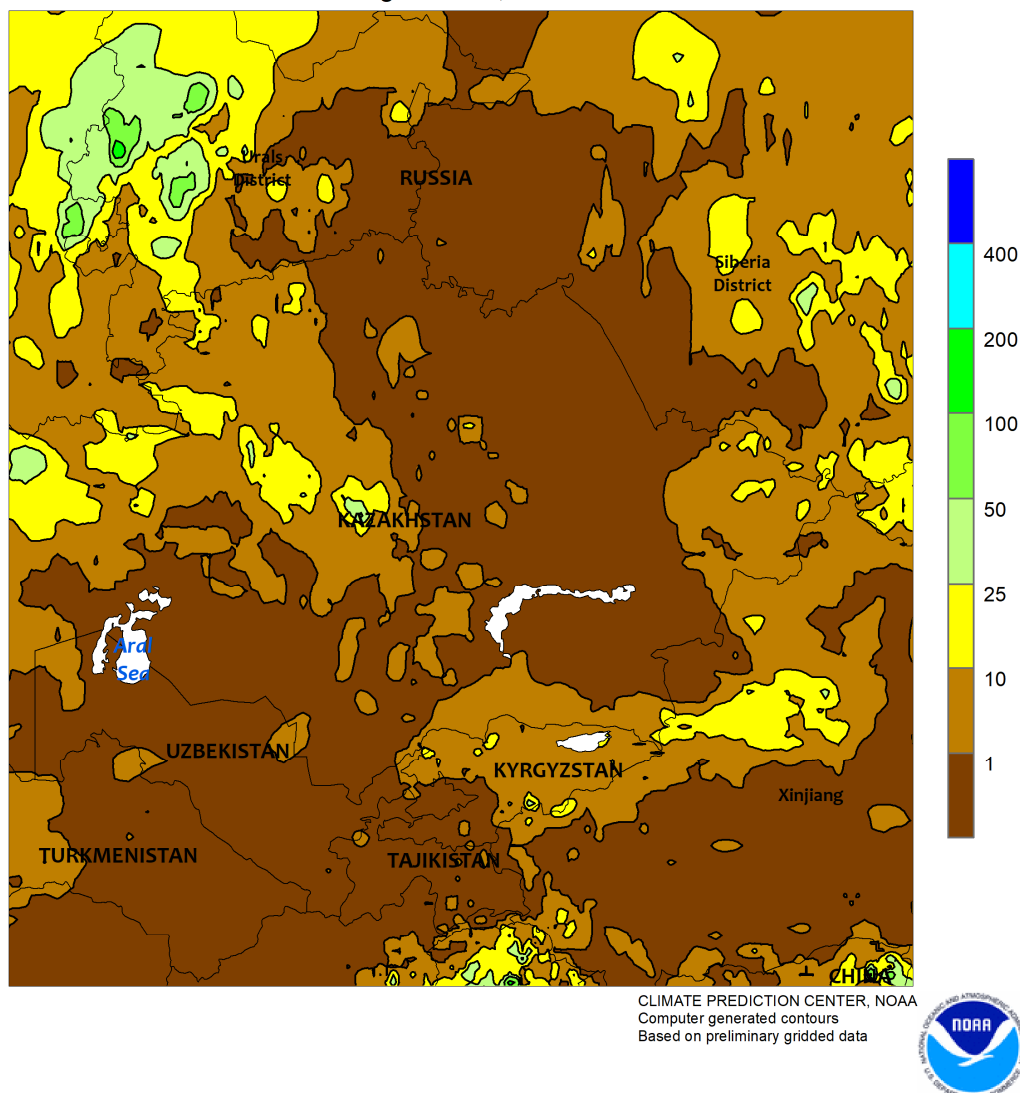 Urals
District
RUSSIA
Siberia
District
KAZAKHSTAN
Aral
Sea
UZBEKISTAN
KYRGYZSTAN
Xinjiang
TURKMENISTAN
TAJIKISTAN
CHINA
400
200
100
50
25
10
1
CLIMATE PREDICTION CENTER, NOAA
Computer generated contours
Based on preliminary gridded data
NOAA